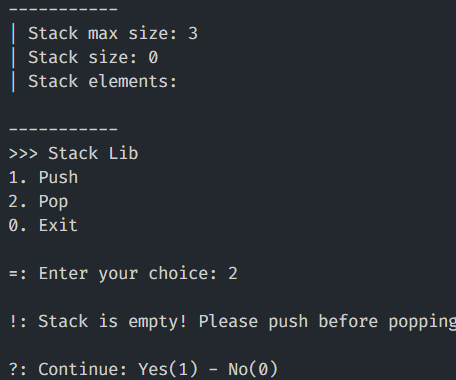 -----------
| Stack max size: 3
| Stack size: 0
| Stack elements:
-----------
>>> Stack Lib
1. Push
2. Pop
0. Exit
=: Enter your choice: 2
!: Stack is empty! Please push before popping
?: Continue: Yes(1) - No(0)